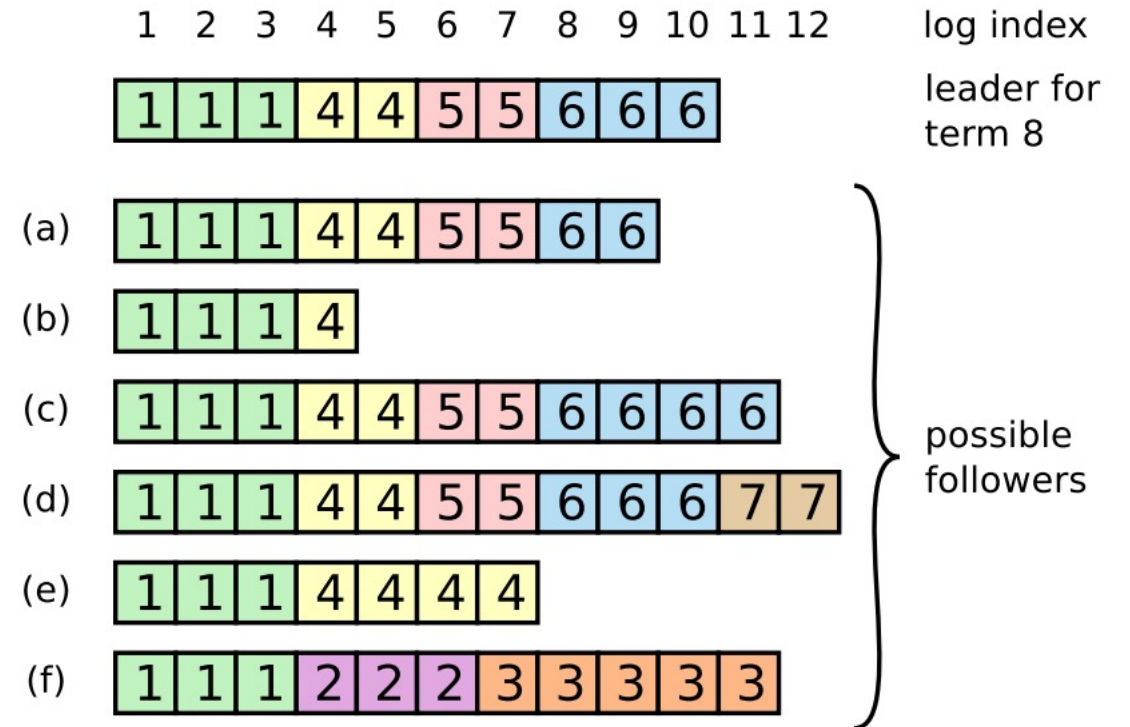 1 2 3 4 5 6 7 8 9 10 11 12 log index
1 1 1 4 4 5 5 6 6 6 leader for
term 8
(a) 1 1 1 4 4 5 5 6 6
(b) 1 1 1 4
(c) 1 1 1 4 4 5 5 6 6 6 6
possible
followers
(d) 1 1 1 4 4 5 5 6 6 6 7 7
(e) 1 1 1 4 4 4 4
(f) 1 1 1 2 2 2 3 3 3 3 3